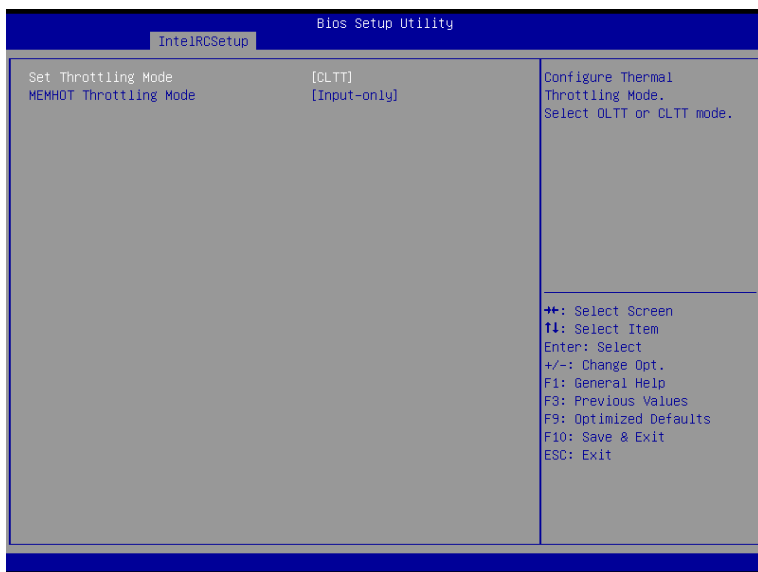 Bios Setup Utility
IntelRCSetup
Set Throttling Mode [CLTT]
MEMHOT Throttling Mode [Input-only]
Configure Thermal
Throttling Mode.
Select OLTT or CLTT mode.
→←: Select Screen
↑↓: Select Item
Enter: Select
+/-: Change Opt.
F1: General Help
F3: Previous Values
F9: Optimized Defaults
F10: Save & Exit
ESC: Exit